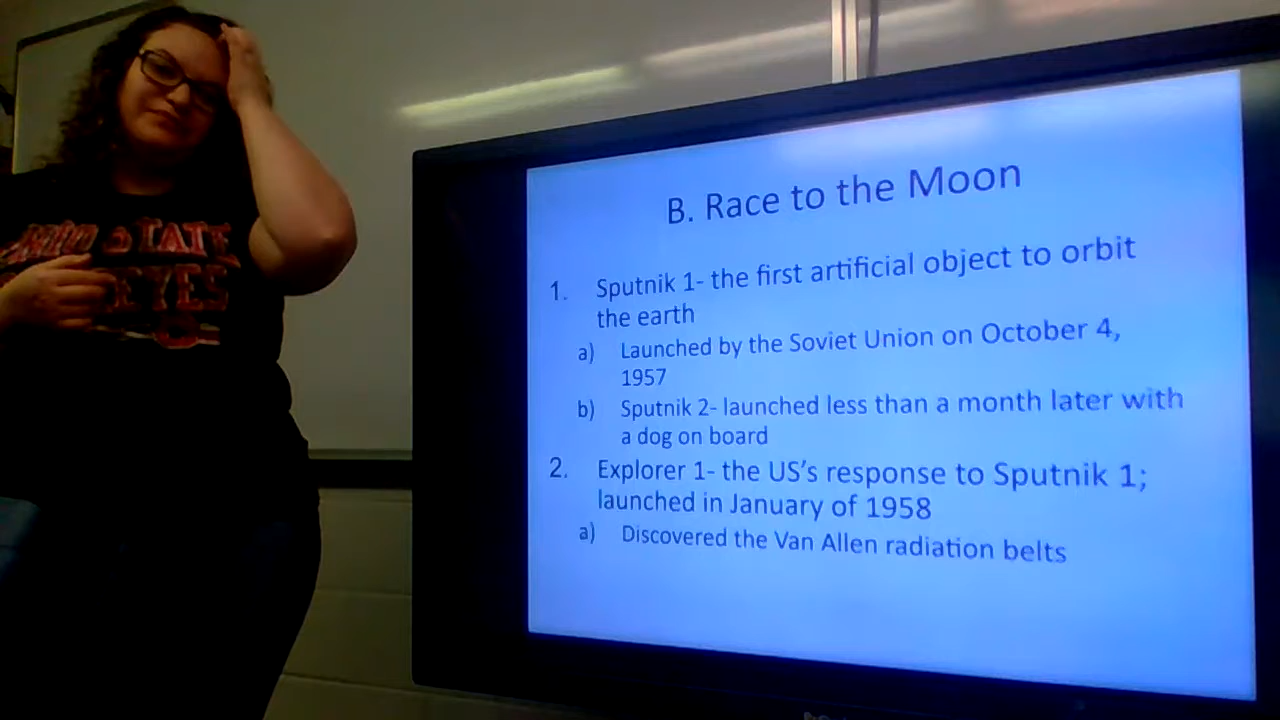 B. Race to the Moon
1. Sputnik 1- the first artificial object to orbit
the earth
a) Launched by the Soviet Union on October 4,
1957
b) Sputnik 2- launched less than a month later with
a dog on board
2. Explorer 1- the US's response to Sputnik 1;
launched in January of 1958
a) Discovered the Van Allen radiation belts
STATE
EYES